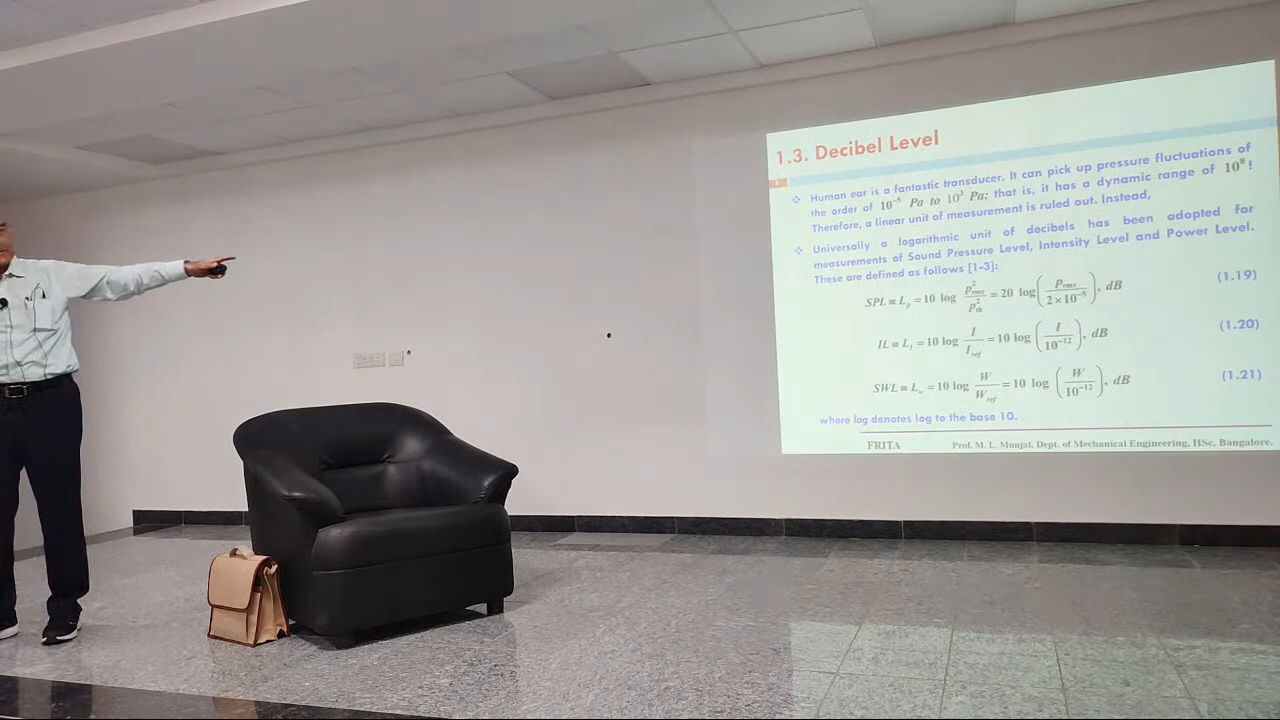 1.3. Decibel Level
Human ear is a fantastic transducer. It can pick up pressure fluctuations of
the order of 10⁻⁵ Pa to 10³ Pa; that is, it has a dynamic range of 10⁸!
Therefore, a linear unit of measurement is ruled out. Instead,
Universally a logarithmic unit of decibels has been adopted for
measurements of Sound Pressure Level, Intensity Level and Power Level.
These are defined as follows [1-3]:
SPL ≡ Lₚ = 10 log p²rms / p²th = 20 log (prms / 2×10⁻⁵), dB (1.19)
IL ≡ L_I = 10 log I / Iref = 10 log (I / 10⁻¹²), dB (1.20)
SWL ≡ L_w = 10 log W / Wref = 10 log (W / 10⁻¹²), dB (1.21)
where log denotes log to the base 10.
FRITA Prof. M. L. Munjal, Dept. of Mechanical Engineering, IISc. Bangalore.